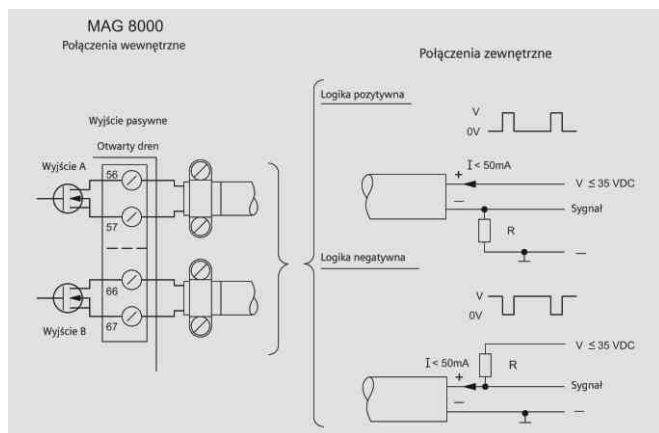 MAG 8000
Połączenia wewnętrzne
Wyjście pasywne
Otwarty dren
Wyjście A
56
57
66
67
Wyjście B
Połączenia zewnętrzne
Logika pozytywna
V
0V
I < 50mA
+
V ≤ 35 VDC
—
Sygnał
R
—
Logika negatywna
V
0V
V ≤ 35 VDC
R
I < 50mA
+
Sygnał
—
—